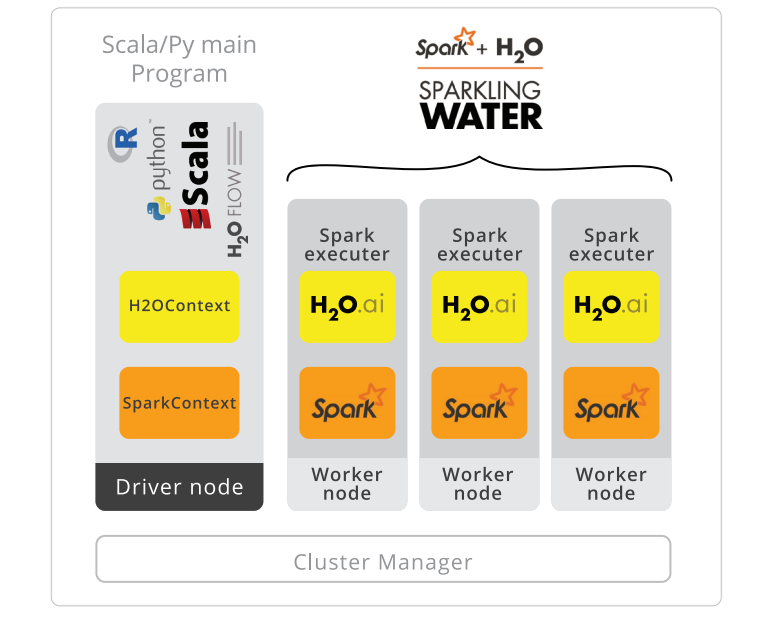 Scala/Py main
Program
Spark + H2O
SPARKLING
WATER
R
python™
Scala
H2O FLOW
H2OContext
SparkContext
Driver node
Spark
executer
H2O.ai
Spark
Worker
node
Spark
executer
H2O.ai
Spark
Worker
node
Spark
executer
H2O.ai
Spark
Worker
node
Cluster Manager